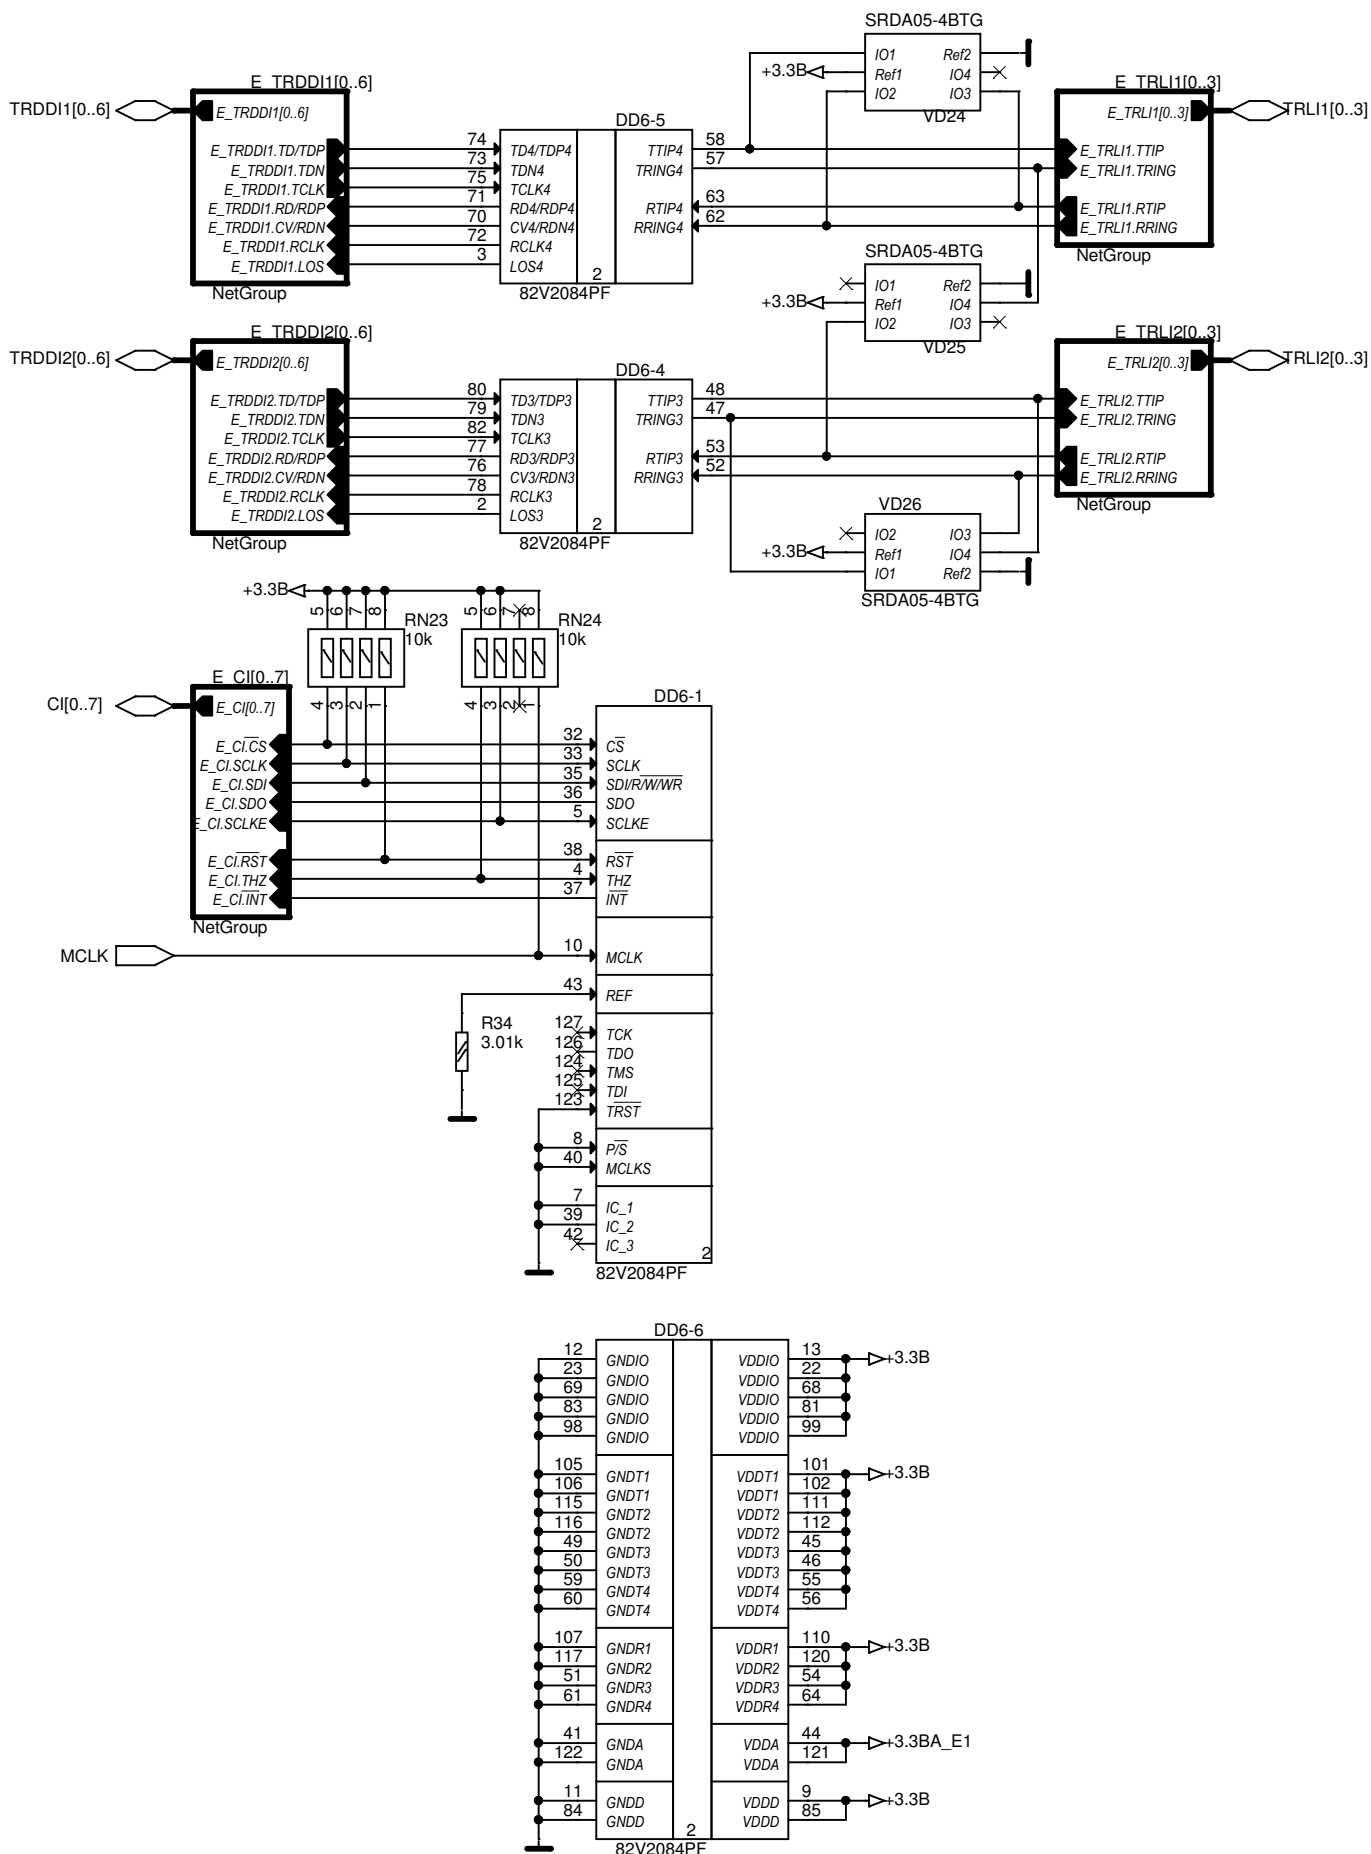 SRDA05-4BTG
IO1 Ref2
+3.3B Ref1 IO4
IO2 IO3
VD24
E_TRDDI1[0..6]
TRDDI1[0..6] E_TRDDI1[0..6]
E_TRDDI1.TD/TDP
E_TRDDI1.TDN
E_TRDDI1.TCLK
E_TRDDI1.RD/RDP
E_TRDDI1.CV/RDN
E_TRDDI1.RCLK
E_TRDDI1.LOS
NetGroup
DD6-5
74 TD4/TDP4 TTIP4 58
73 TDN4 TRING4 57
75 TCLK4
71 RD4/RDP4 RTIP4 63
70 CV4/RDN4 RRING4 62
72 RCLK4
3 LOS4
2
82V2084PF
E_TRLI1[0..3]
E_TRLI1[0..3] TRLI1[0..3]
E_TRLI1.TTIP
E_TRLI1.TRING
E_TRLI1.RTIP
E_TRLI1.RRING
NetGroup
SRDA05-4BTG
IO1 Ref2
+3.3B Ref1 IO4
IO2 IO3
VD25
E_TRDDI2[0..6]
TRDDI2[0..6] E_TRDDI2[0..6]
E_TRDDI2.TD/TDP
E_TRDDI2.TDN
E_TRDDI2.TCLK
E_TRDDI2.RD/RDP
E_TRDDI2.CV/RDN
E_TRDDI2.RCLK
E_TRDDI2.LOS
NetGroup
DD6-4
80 TD3/TDP3 TTIP3 48
79 TDN3 TRING3 47
82 TCLK3
77 RD3/RDP3 RTIP3 53
76 CV3/RDN3 RRING3 52
78 RCLK3
2 LOS3
2
82V2084PF
E_TRLI2[0..3]
E_TRLI2[0..3] TRLI2[0..3]
E_TRLI2.TTIP
E_TRLI2.TRING
E_TRLI2.RTIP
E_TRLI2.RRING
NetGroup
VD26
IO2 IO3
+3.3B Ref1 IO4
IO1 Ref2
SRDA05-4BTG
+3.3B
5 6 7 8
RN23
10k
4 3 2 1
5 6 7 8
RN24
10k
4 3 2 1
E_CI[0..7]
CI[0..7] E_CI[0..7]
E_CI.CS
E_CI.SCLK
E_CI.SDI
E_CI.SDO
E_CI.SCLKE
E_CI.RST
E_CI.THZ
E_CI.INT
NetGroup
MCLK
DD6-1
32 CS
33 SCLK
35 SDI/R/W/WR
36 SDO
5 SCLKE
38 RST
4 THZ
37 INT
10 MCLK
43 REF
R34
3.01k
127 TCK
126 TDO
124 TMS
125 TDI
123 TRST
8 P/S
40 MCLKS
7 IC_1
39 IC_2
42 IC_3
2
82V2084PF
DD6-6
12 GNDIO VDDIO 13 +3.3B
23 GNDIO VDDIO 22
69 GNDIO VDDIO 68
83 GNDIO VDDIO 81
98 GNDIO VDDIO 99
105 GNDT1 VDDT1 101 +3.3B
106 GNDT1 VDDT1 102
115 GNDT2 VDDT2 111
116 GNDT2 VDDT2 112
49 GNDT3 VDDT3 45
50 GNDT3 VDDT3 46
59 GNDT4 VDDT4 55
60 GNDT4 VDDT4 56
107 GNDR1 VDDR1 110 +3.3B
117 GNDR2 VDDR2 120
51 GNDR3 VDDR3 54
61 GNDR4 VDDR4 64
41 GNDA VDDA 44 +3.3BA_E1
122 GNDA VDDA 121
11 GNDD VDDD 9 +3.3B
84 GNDD VDDD 85
2
82V2084PF